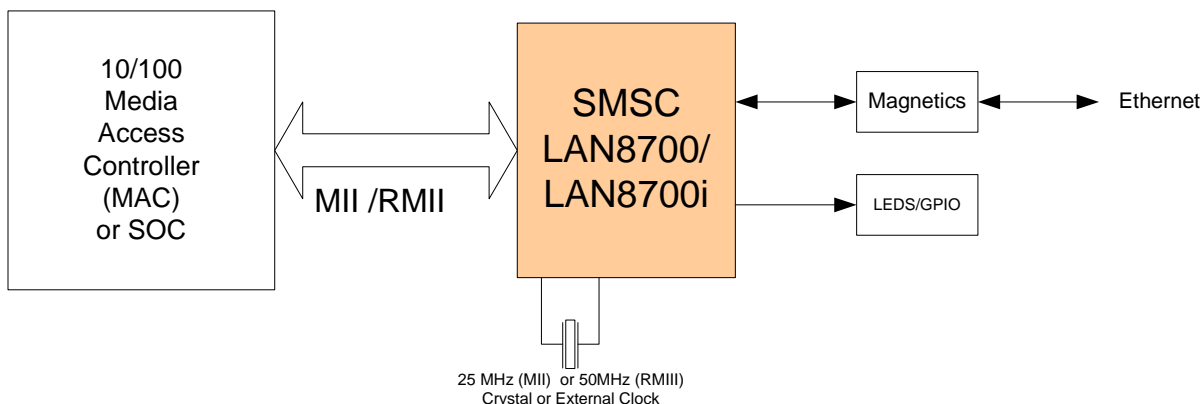 10/100
Media
Access
Controller
(MAC)
or SOC
MII /RMII
SMSC
LAN8700/
LAN8700i
Magnetics
Ethernet
LEDS/GPIO
25 MHz (MII) or 50MHz (RMIII)
Crystal or External Clock